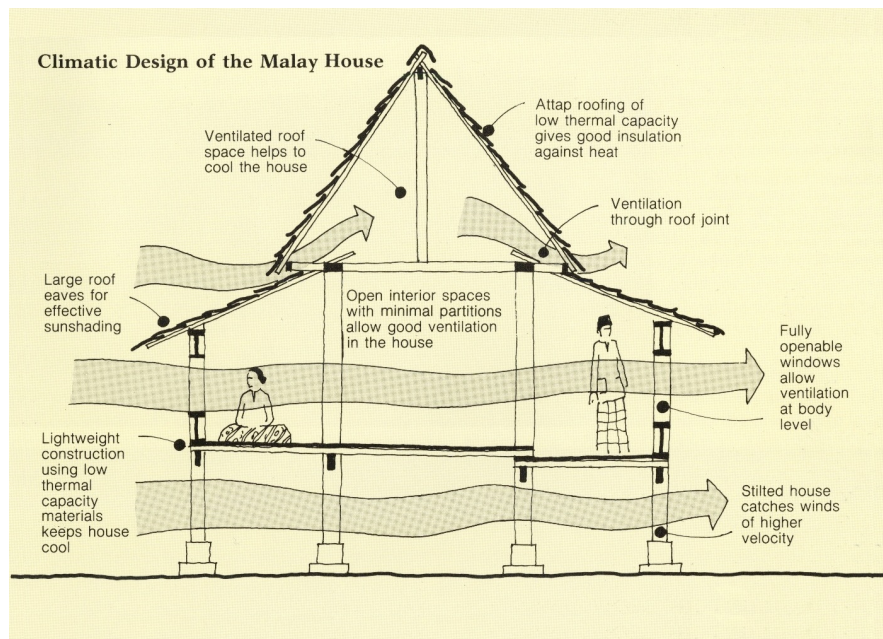 Climatic Design of the Malay House
Attap roofing of
low thermal capacity
gives good insulation
against heat
Ventilated roof
space helps to
cool the house
Ventilation
through roof joint
Large roof
eaves for
effective
sunshading
Open interior spaces
with minimal partitions
allow good ventilation
in the house
Fully
openable
windows
allow
ventilation
at body
level
Lightweight
construction
using low
thermal
capacity
materials
keeps house
cool
Stilted house
catches winds
of higher
velocity